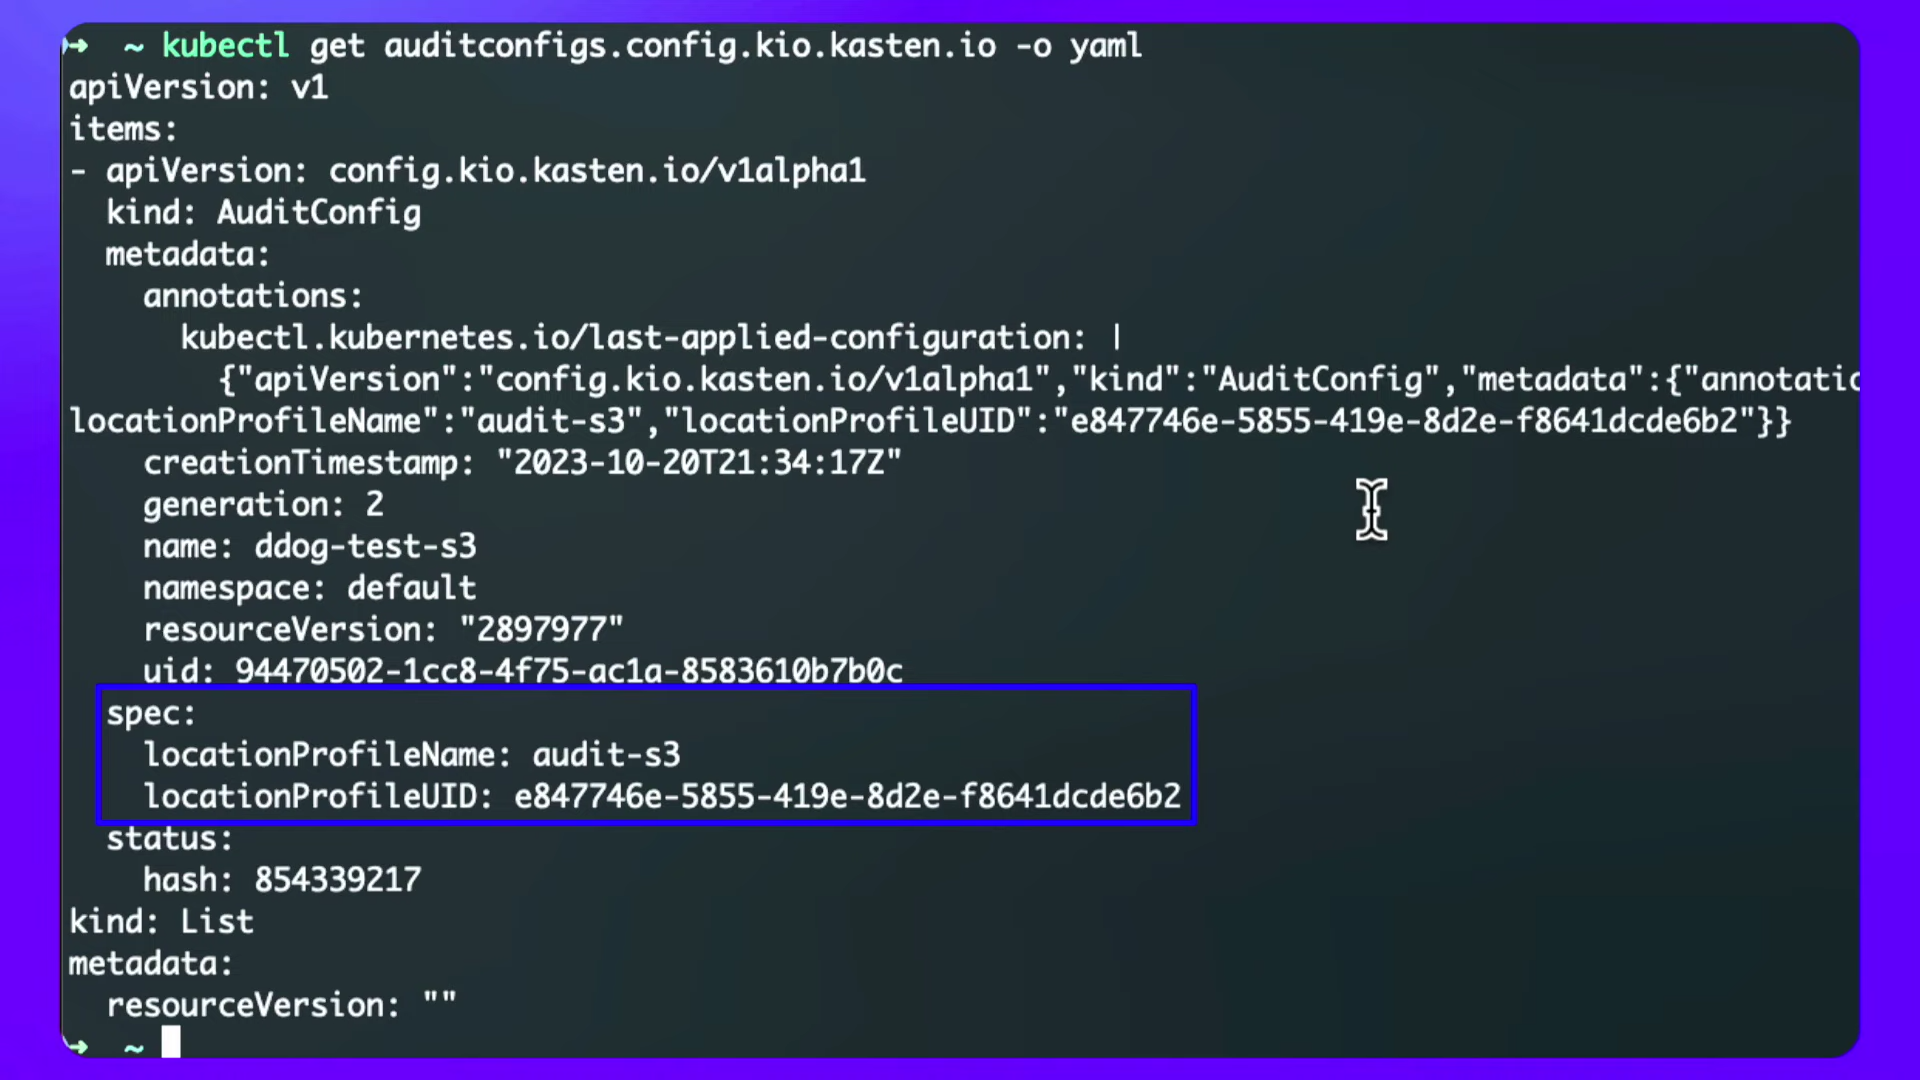 ➜  ~ kubectl get auditconfigs.config.kio.kasten.io -o yaml
apiVersion: v1
items:
- apiVersion: config.kio.kasten.io/v1alpha1
  kind: AuditConfig
  metadata:
    annotations:
      kubectl.kubernetes.io/last-applied-configuration: |
        {"apiVersion":"config.kio.kasten.io/v1alpha1","kind":"AuditConfig","metadata":{"annotatio
locationProfileName":"audit-s3","locationProfileUID":"e847746e-5855-419e-8d2e-f8641dcde6b2"}}
    creationTimestamp: "2023-10-20T21:34:17Z"
    generation: 2
    name: ddog-test-s3
    namespace: default
    resourceVersion: "2897977"
    uid: 94470502-1cc8-4f75-ac1a-8583610b7b0c
  spec:
    locationProfileName: audit-s3
    locationProfileUID: e847746e-5855-419e-8d2e-f8641dcde6b2
  status:
    hash: 854339217
kind: List
metadata:
  resourceVersion: ""
➜  ~